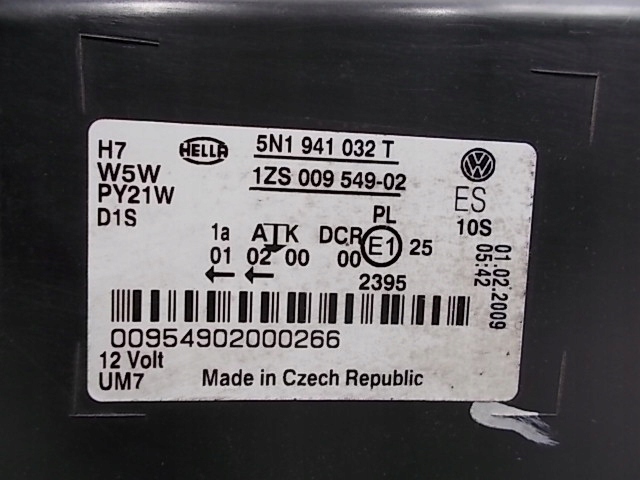 H7
W5W
PY21W
D1S
HELLA
5N1 941 032 T
1ZS 009 549-02
VW
ES
10S
01.02.2009
05:42
PL
1a A K DCR
01 02 00 00 E1 25
2395
00954902000266
12 Volt
UM7
Made in Czech Republic